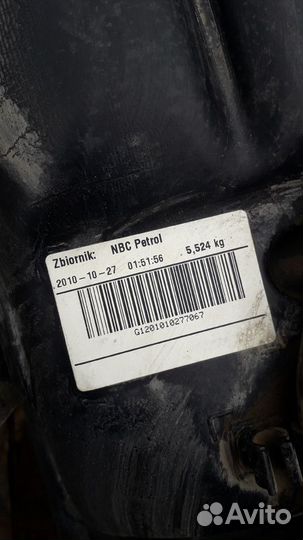 Zbiornik: NBC Petrol
2010-10-27 01:51:56 5,524 kg
G1201010277067
Avito